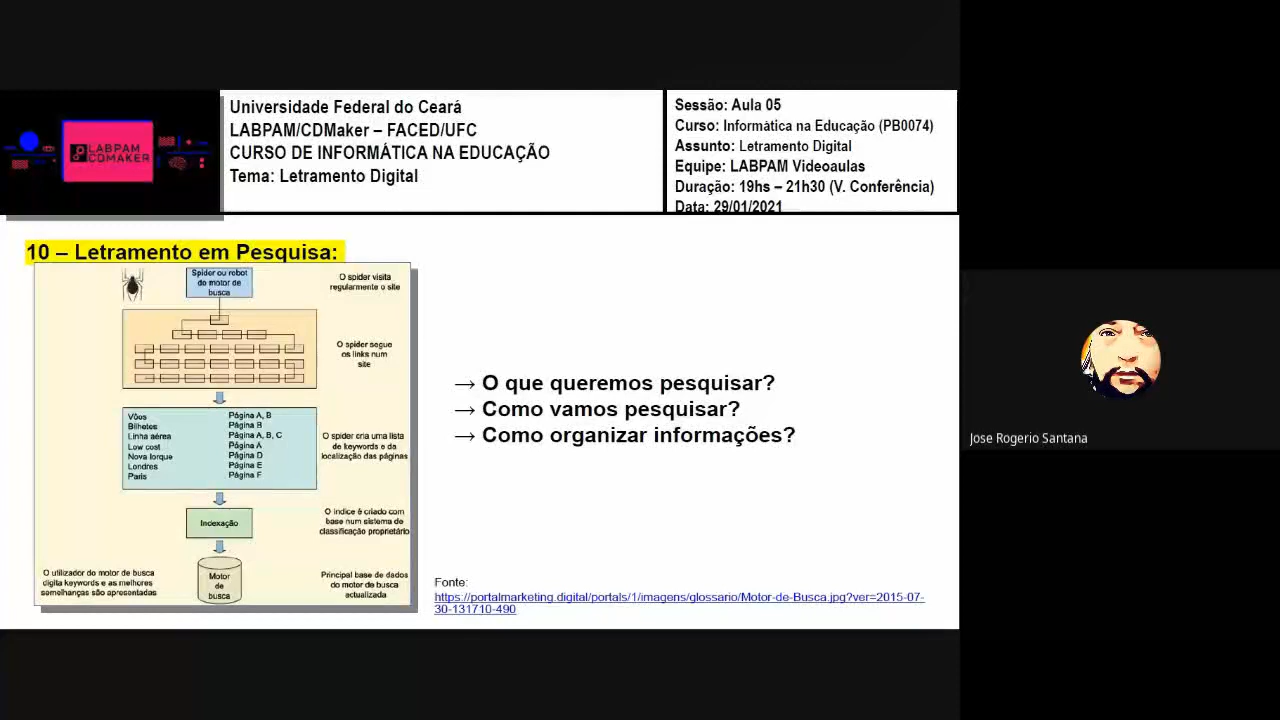 LABPAM
CDMAKER
Universidade Federal do Ceará
LABPAM/CDMaker – FACED/UFC
CURSO DE INFORMÁTICA NA EDUCAÇÃO
Tema: Letramento Digital
Sessão: Aula 05
Curso: Informática na Educação (PB0074)
Assunto: Letramento Digital
Equipe: LABPAM Videoaulas
Duração: 19hs – 21h30 (V. Conferência)
Data: 29/01/2021
10 – Letramento em Pesquisa:
Spider ou robot
do motor de
busca
O spider visita
regularmente o site
O spider segue
os links num
site
Vôos Página A, B
Bilhetes Página B
Linha aérea Página A, B, C
Low cost Página A
Nova Iorque Página D
Londres Página E
Paris Página F
O spider cria uma lista
de keywords e da
localização das páginas
Indexação
O índice é criado com
base num sistema de
classificação proprietário
O utilizador do motor de busca
digita keywords e as melhores
semelhanças são apresentadas
Motor
de
busca
Principal base de dados
do motor de busca
actualizada
→ O que queremos pesquisar?
→ Como vamos pesquisar?
→ Como organizar informações?
Fonte:
https://portalmarketing.digital/portals/1/imagens/glossario/Motor-de-Busca.jpg?ver=2015-07-
30-131710-490
Jose Rogerio Santana